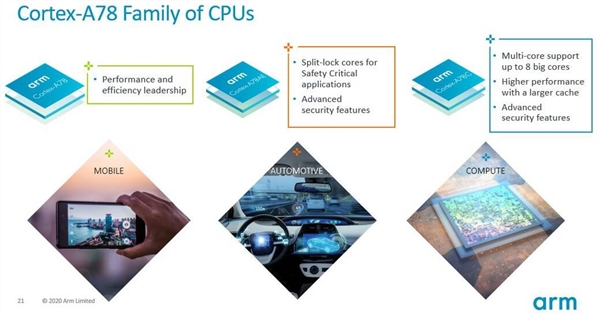 Cortex-A78 Family of CPUs
arm
Cortex-A78
• Performance and
efficiency leadership
arm
Cortex-A78AE
• Split-lock cores for
Safety Critical
applications
• Advanced
security features
arm
Cortex-A78C
• Multi-core support
up to 8 big cores
• Higher performance
with a larger cache
• Advanced
security features
MOBILE
AUTOMOTIVE
COMPUTE
21
© 2020 Arm Limited
arm